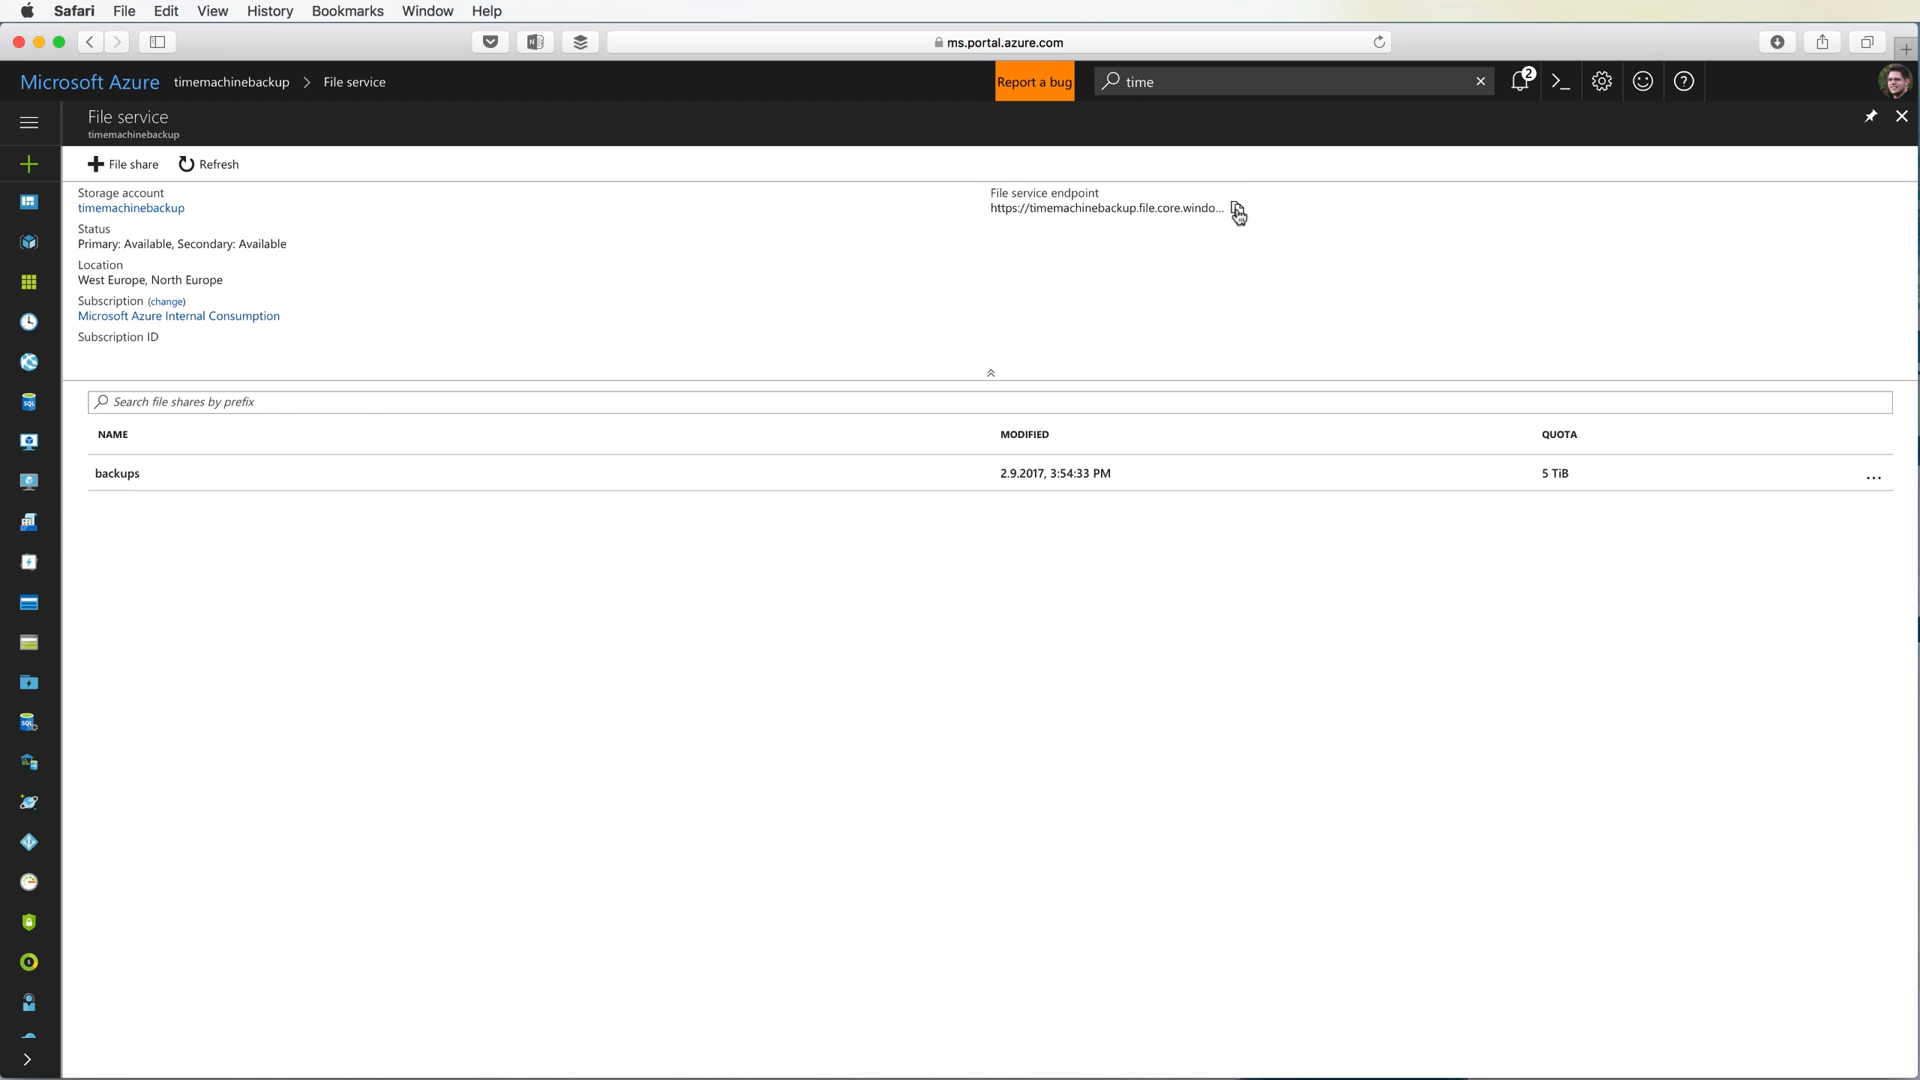 Safari File Edit View History Bookmarks Window Help
ms.portal.azure.com
Microsoft Azure timemachinebackup > File service Report a bug time 2
File service
timemachinebackup
File share Refresh
Storage account
timemachinebackup
Status
Primary: Available, Secondary: Available
Location
West Europe, North Europe
Subscription (change)
Microsoft Azure Internal Consumption
Subscription ID
File service endpoint
https://timemachinebackup.file.core.windo...
Search file shares by prefix
NAME MODIFIED QUOTA
backups 2.9.2017, 3:54:33 PM 5 TiB ...